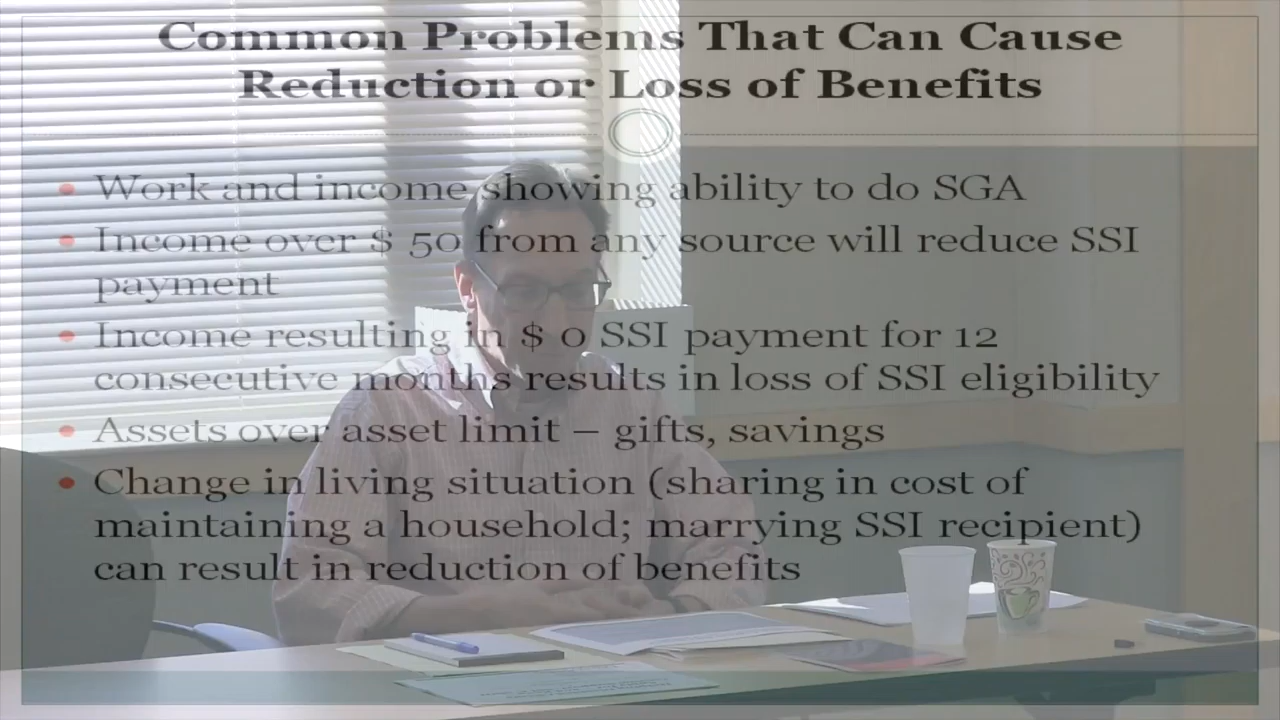 Common Problems That Can Cause
Reduction or Loss of Benefits
• Work and income showing ability to do SGA
• Income over $ 50 from any source will reduce SSI
payment
• Income resulting in $ 0 SSI payment for 12
consecutive months results in loss of SSI eligibility
• Assets over asset limit – gifts, savings
• Change in living situation (sharing in cost of
maintaining a household; marrying SSI recipient)
can result in reduction of benefits